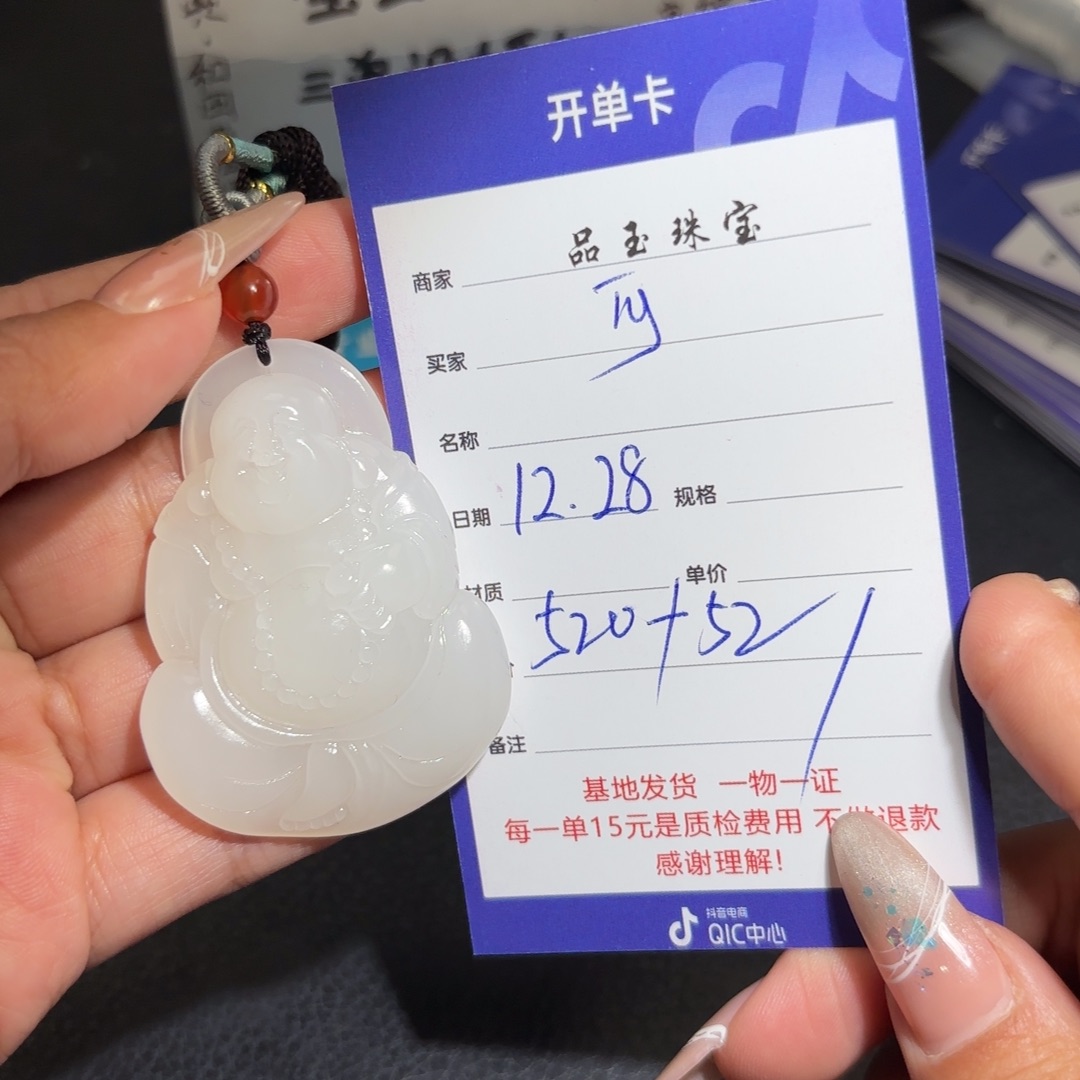 开单卡
商家 品玉珠宝
买家
名称
日期 12.28 规格
材质 单价
520+52/
备注
基地发货 一物一证
每一单15元是质检费用 不做退款
感谢理解!
抖音电商
QIC中心